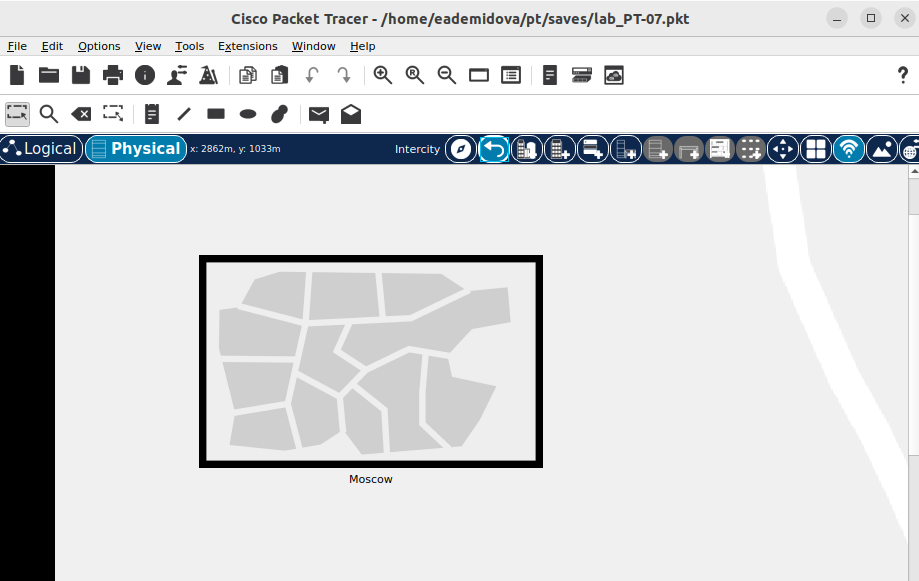 Cisco Packet Tracer - /home/eademidova/pt/saves/lab_PT-07.pkt
File Edit Options View Tools Extensions Window Help
Logical Physical x: 2862m, y: 1033m Intercity
Moscow